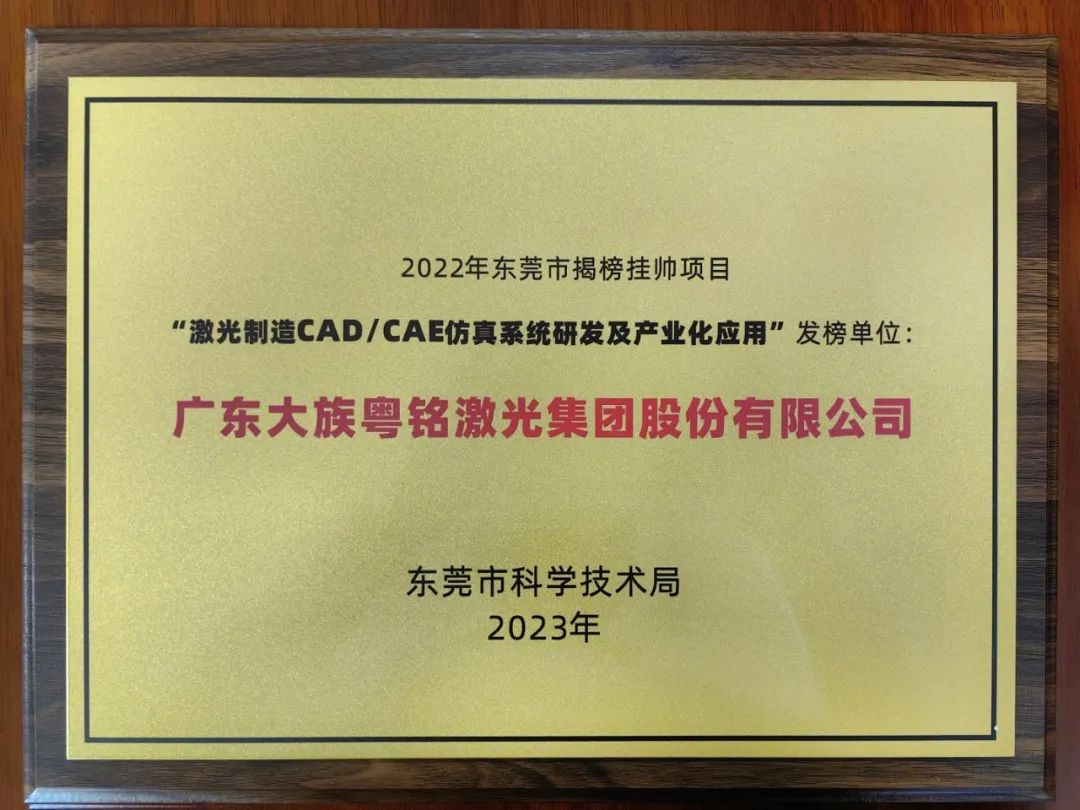 2022年东莞市揭榜挂帅项目
“激光制造CAD/CAE仿真系统研发及产业化应用”发榜单位：
广东大族粤铭激光集团股份有限公司
东莞市科学技术局
2023年